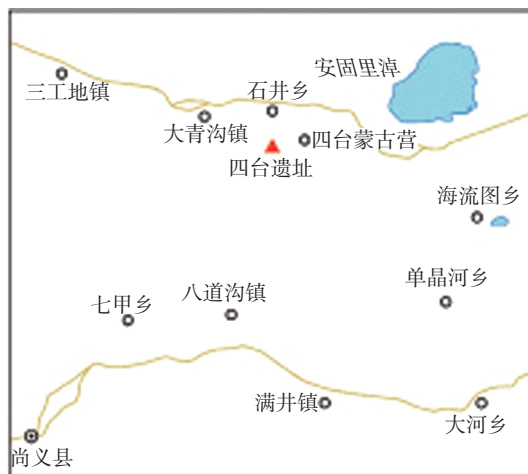 安固里淖
三工地镇
石井乡
大青沟镇
四台蒙古营
四台遗址
海流图乡
单晶河乡
八道沟镇
七甲乡
满井镇
大河乡
尚义县